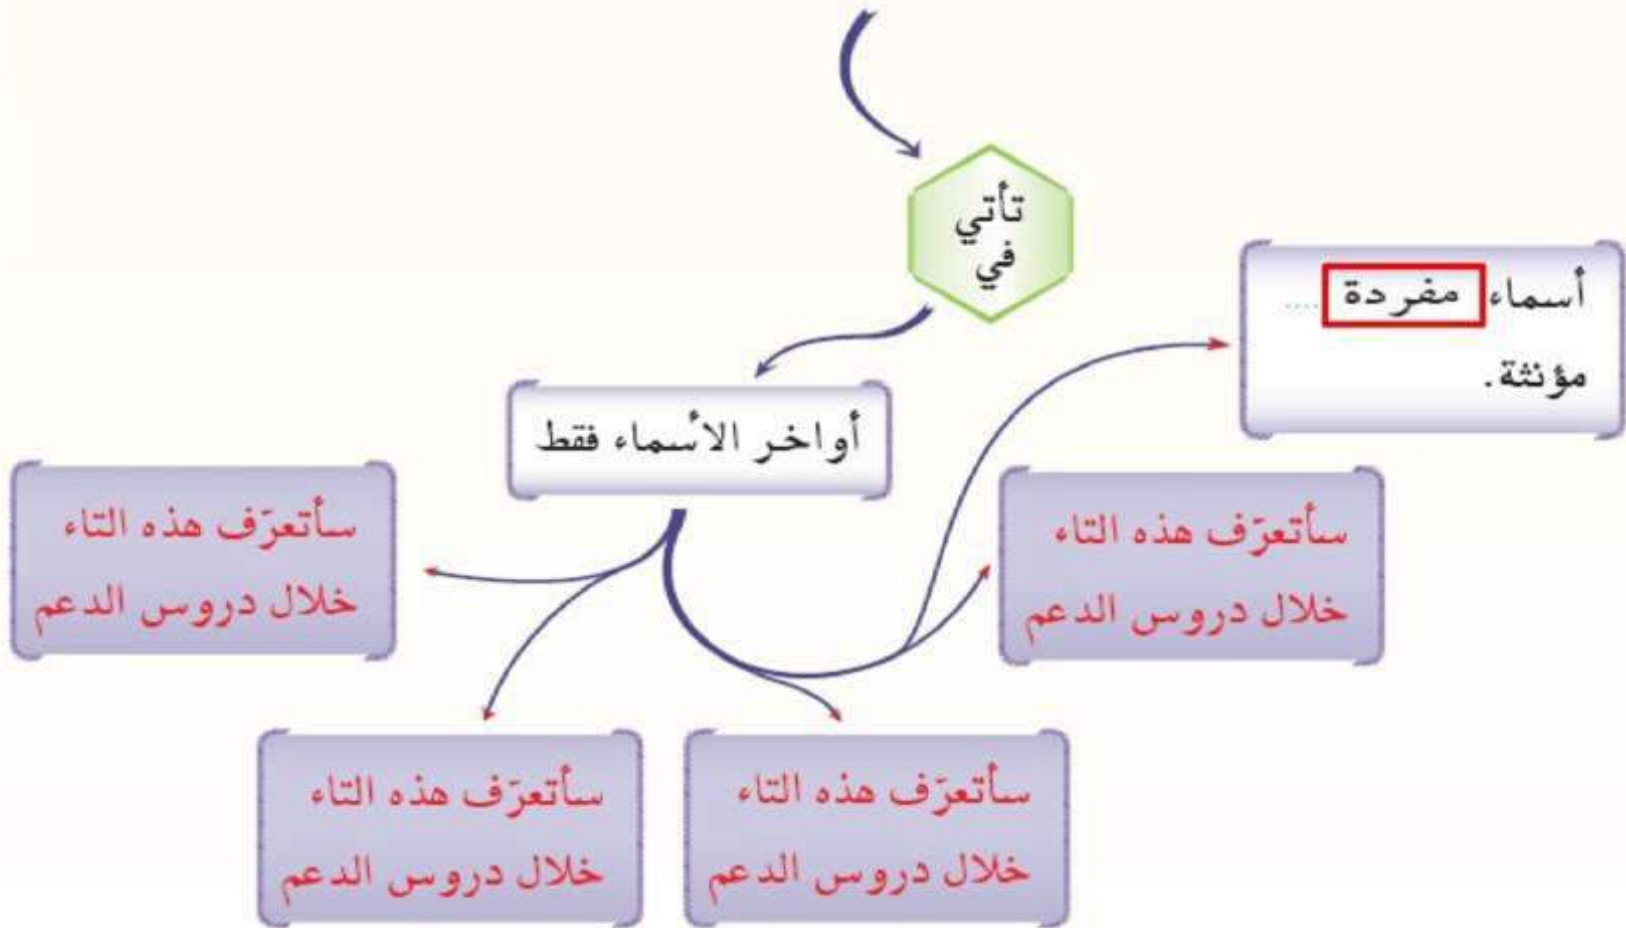 تأتي
في
أسماء مفردة ....
مؤنثة.
أواخر الأسماء فقط
سأتعرّف هذه التاء
خلال دروس الدعم
سأتعرّف هذه التاء
خلال دروس الدعم
سأتعرّف هذه التاء
خلال دروس الدعم
سأتعرّف هذه التاء
خلال دروس الدعم